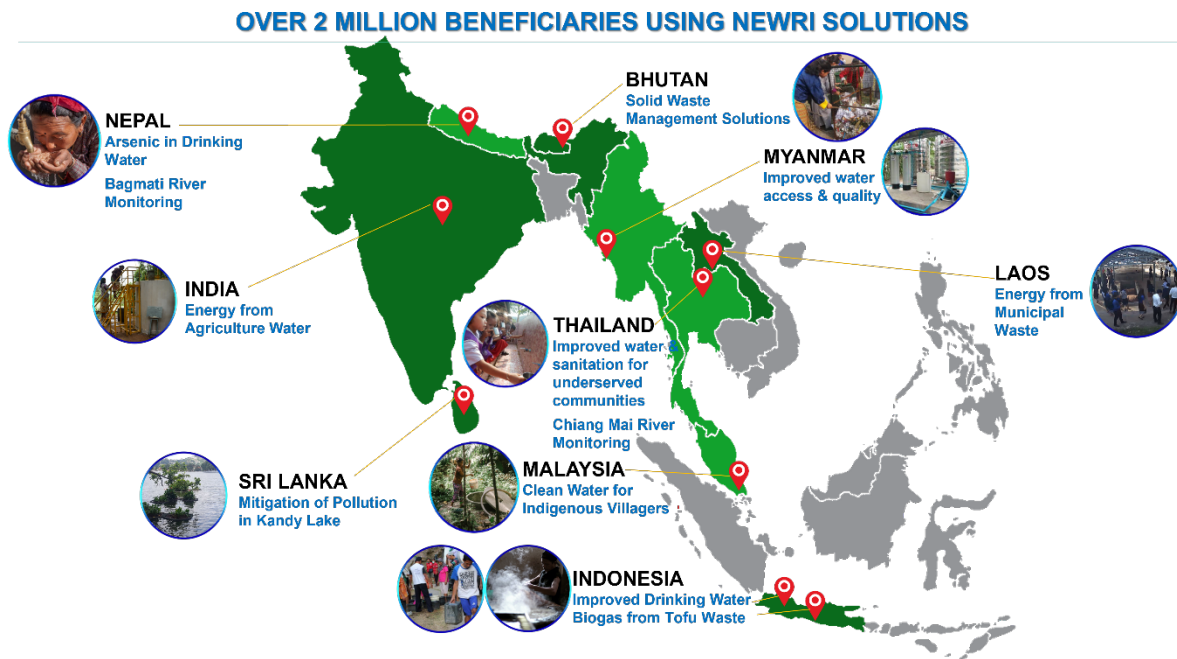 OVER 2 MILLION BENEFICIARIES USING NEWRI SOLUTIONS
NEPAL
Arsenic in Drinking
Water
Bagmati River
Monitoring
BHUTAN
Solid Waste
Management Solutions
MYANMAR
Improved water
access & quality
INDIA
Energy from
Agriculture Water
LAOS
Energy from
Municipal
Waste
THAILAND
Improved water &
sanitation for
underserved
communities
Chiang Mai River
Monitoring
SRI LANKA
Mitigation of Pollution
in Kandy Lake
MALAYSIA
Clean Water for
Indigenous Villagers
INDONESIA
Improved Drinking Water
Biogas from Tofu Waste